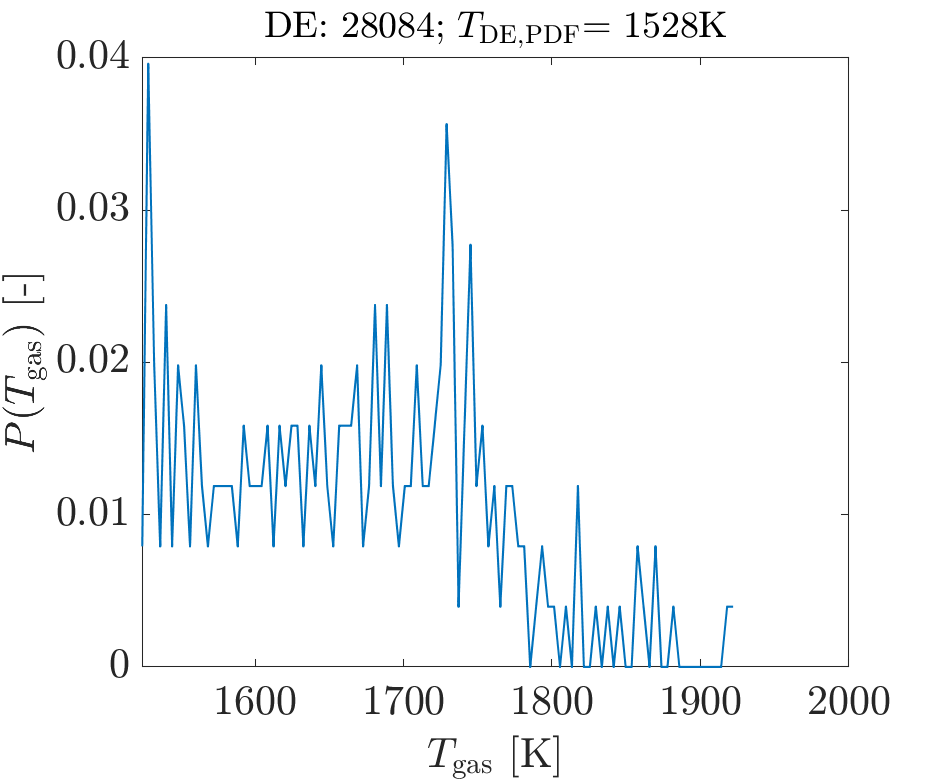 DE: 28084; T_DE,PDF= 1528K
0.04
0.03
0.02
0.01
0
P(T_gas) [-]
1600 1700 1800 1900 2000
T_gas [K]